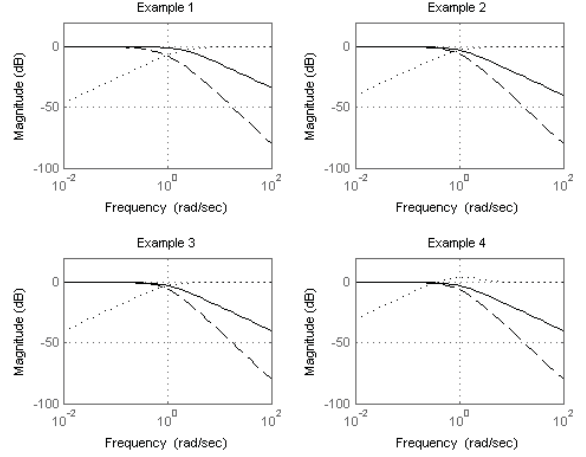 Example 1
0
-50
-100
Magnitude (dB)
10^-2
10^0
10^2
Frequency (rad/sec)
Example 2
0
-50
-100
Magnitude (dB)
10^-2
10^0
10^2
Frequency (rad/sec)
Example 3
0
-50
-100
Magnitude (dB)
10^-2
10^0
10^2
Frequency (rad/sec)
Example 4
0
-50
-100
Magnitude (dB)
10^-2
10^0
10^2
Frequency (rad/sec)